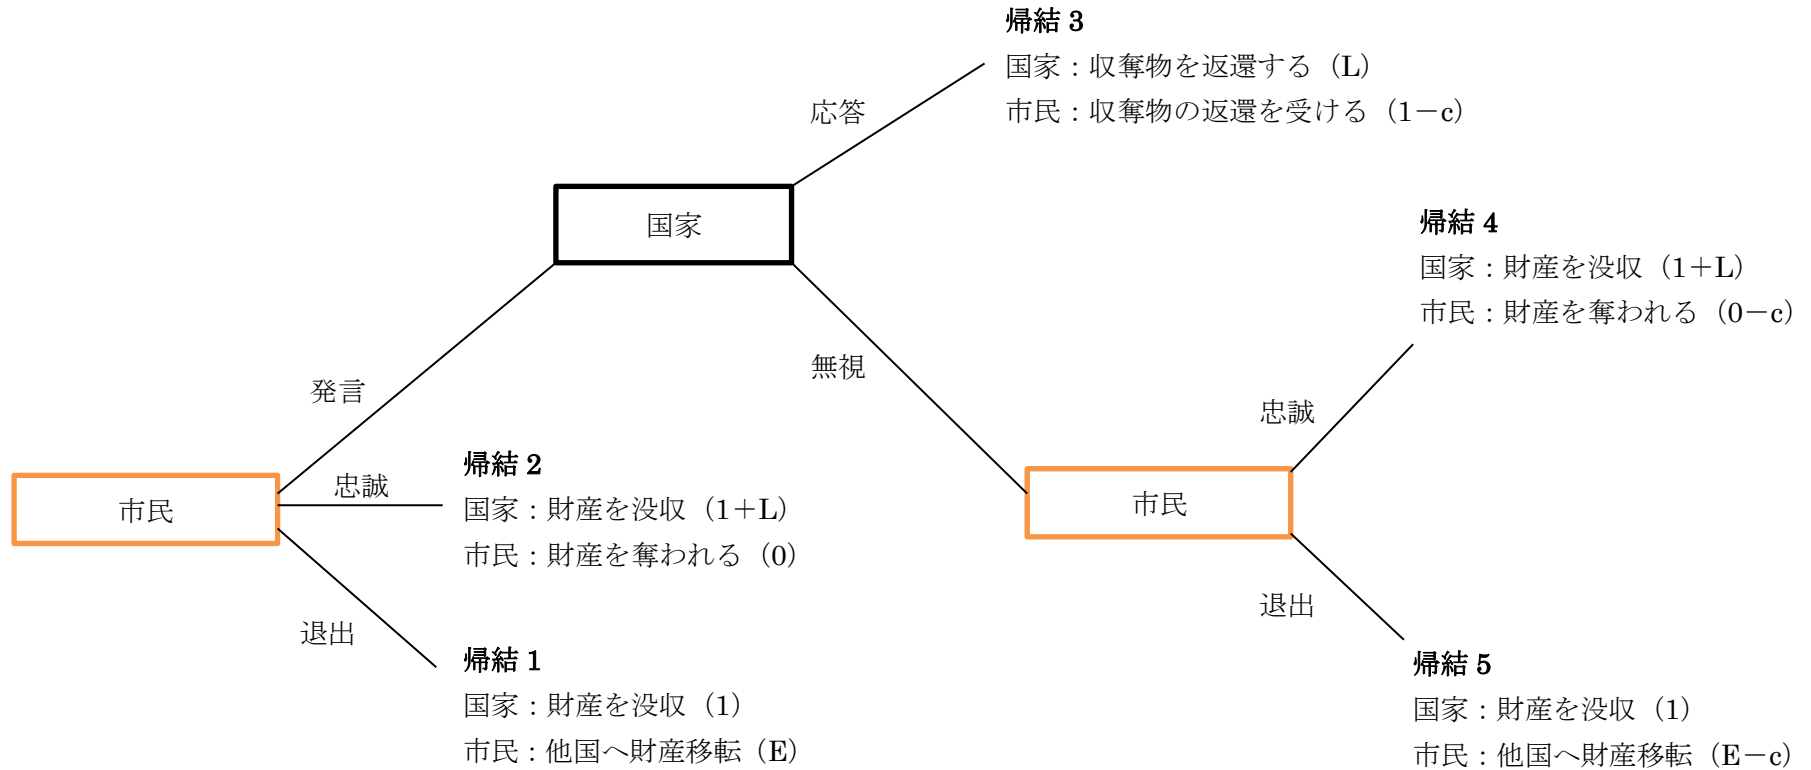 帰結 3
国家：収奪物を返還する（L）
市民：収奪物の返還を受ける（1－c）
応答
国家
帰結 4
国家：財産を没収（1＋L）
市民：財産を奪われる（0－c）
無視
発言
忠誠
帰結 2
国家：財産を没収（1＋L）
市民：財産を奪われる（0）
忠誠
市民
市民
退出
退出
帰結 1
国家：財産を没収（1）
市民：他国へ財産移転（E）
帰結 5
国家：財産を没収（1）
市民：他国へ財産移転（E－c）